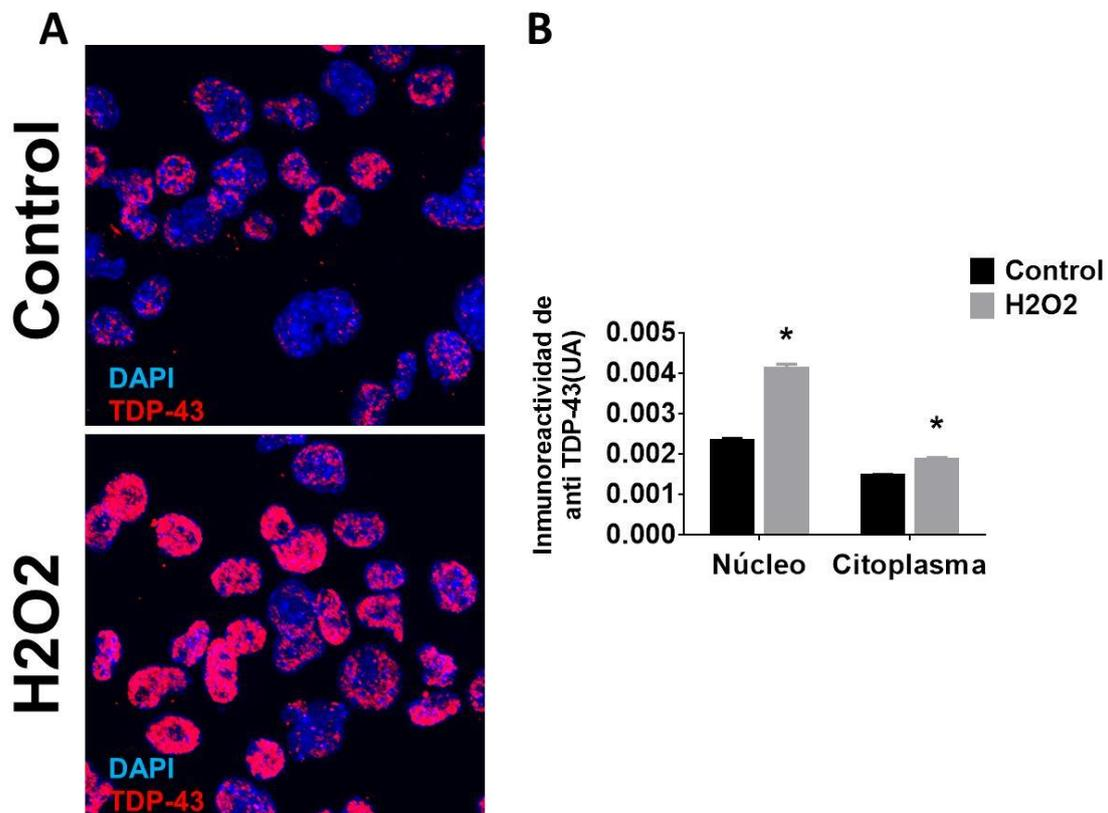 A
Control
DAPI
TDP-43
H2O2
DAPI
TDP-43
B
Control
H2O2
Inmunoreactividad de
anti TDP-43(UA)
0.005
0.004
0.003
0.002
0.001
0.000
*
*
Núcleo
Citoplasma